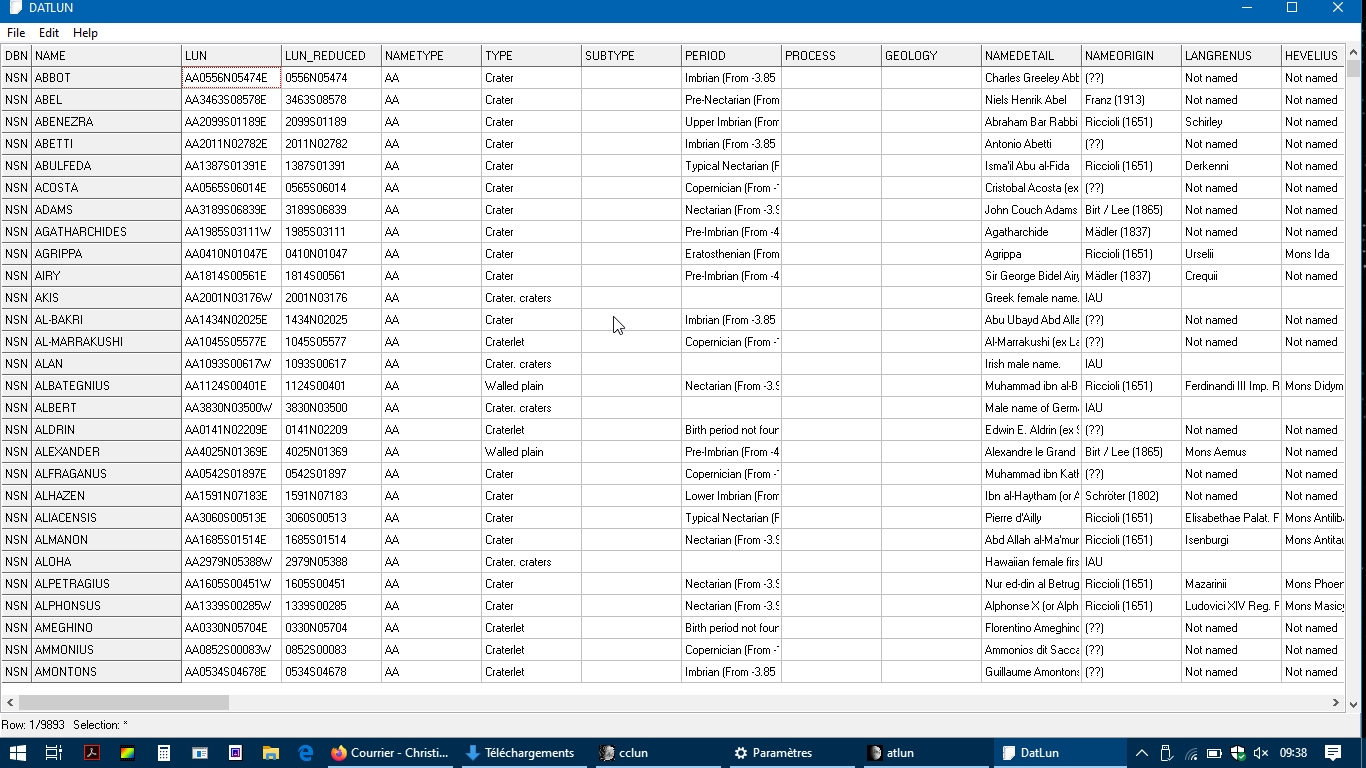 DATLUN
File Edit Help
DBN NAME LUN LUN_REDUCED NAMETYPE TYPE SUBTYPE PERIOD PROCESS GEOLOGY NAMEDETAIL NAMEORIGIN LANGRENUS HEVELIUS
NSN ABBOT AA0556N05474E 0556N05474 AA Crater Imbrian (From -3.85 Charles Greeley Abb (??) Not named Not named
NSN ABEL AA3463S08578E 3463S08578 AA Crater Pre-Nectarian (From Niels Henrik Abel Franz (1913) Not named Not named
NSN ABENEZRA AA2099S01189E 2099S01189 AA Crater Upper Imbrian (From Abraham Bar Rabbi Riccioli (1651) Schirley Not named
NSN ABETTI AA2011N02782E 2011N02782 AA Crater Imbrian (From -3.85 Antonio Abetti (??) Not named Not named
NSN ABULFEDA AA1387S01391E 1387S01391 AA Crater Typical Nectarian (F Isma'il Abu al-Fida Riccioli (1651) Derkenni Not named
NSN ACOSTA AA0565S06014E 0565S06014 AA Crater Copernician (From - Cristobal Acosta (ex (??) Not named Not named
NSN ADAMS AA3189S06839E 3189S06839 AA Crater Nectarian (From -3.9 John Couch Adams Birt / Lee (1865) Not named Not named
NSN AGATHARCHIDES AA1985S03111W 1985S03111 AA Crater Pre-Imbrian (From -4 Agatharchide Mädler (1837) Not named Not named
NSN AGRIPPA AA0410N01047E 0410N01047 AA Crater Eratosthenian (From Agrippa Riccioli (1651) Urselii Mons Ida
NSN AIRY AA1814S00561E 1814S00561 AA Crater Pre-Imbrian (From -4 Sir George Bidel Airy Mädler (1837) Crequii Not named
NSN AKIS AA2001N03176W 2001N03176 AA Crater. craters Greek female name. IAU
NSN AL-BAKRI AA1434N02025E 1434N02025 AA Crater Imbrian (From -3.85 Abu Ubayd Abd Alla (??) Not named Not named
NSN AL-MARRAKUSHI AA1045S05577E 1045S05577 AA Craterlet Copernician (From - Al-Marrakushi (ex La (??) Not named Not named
NSN ALAN AA1093S00617W 1093S00617 AA Crater. craters Irish male name. IAU
NSN ALBATEGNIUS AA1124S00401E 1124S00401 AA Walled plain Nectarian (From -3.9 Muhammad ibn al-B Riccioli (1651) Ferdinandi III Imp. R Mons Didym
NSN ALBERT AA3830N03500W 3830N03500 AA Crater. craters Male name of Germ IAU
NSN ALDRIN AA0141N02209E 0141N02209 AA Craterlet Birth period not foun Edwin E. Aldrin (ex S (??) Not named Not named
NSN ALEXANDER AA4025N01369E 4025N01369 AA Walled plain Pre-Imbrian (From -4 Alexandre le Grand Birt / Lee (1865) Mons Aemus Not named
NSN ALFRAGANUS AA0542S01897E 0542S01897 AA Crater Copernician (From - Muhammad ibn Kath (??) Not named Not named
NSN ALHAZEN AA1591N07183E 1591N07183 AA Crater Lower Imbrian (From Ibn al-Haytham (or A Schröter (1802) Not named Not named
NSN ALIACENSIS AA3060S00513E 3060S00513 AA Crater Typical Nectarian (F Pierre d'Ailly Riccioli (1651) Elisabethae Palat. F Mons Antilib
NSN ALMANON AA1685S01514E 1685S01514 AA Crater Nectarian (From -3.9 Abd Allah al-Ma'mur Riccioli (1651) Isenburgi Mons Antitau
NSN ALOHA AA2979N05388W 2979N05388 AA Crater. craters Hawaiian female firs IAU
NSN ALPETRAGIUS AA1605S00451W 1605S00451 AA Crater Nectarian (From -3.9 Nur ed-din al Betrug Riccioli (1651) Mazarinii Mons Phoen
NSN ALPHONSUS AA1339S00285W 1339S00285 AA Crater Nectarian (From -3.9 Alphonse X (or Alph Riccioli (1651) Ludovici XIV Reg. F Mons Masicy
NSN AMEGHINO AA0330N05704E 0330N05704 AA Craterlet Birth period not foun Florentino Ameghino (??) Not named Not named
NSN AMMONIUS AA0852S00083W 0852S00083 AA Craterlet Copernician (From - Ammonios dit Sacca (??) Not named Not named
NSN AMONTONS AA0534S04678E 0534S04678 AA Craterlet Imbrian (From -3.85 Guillaume Amontons (??) Not named Not named
Row: 1/9893 Selection: *
Courrier - Christi... Téléchargements cclun Paramètres atlun DatLun 09:38